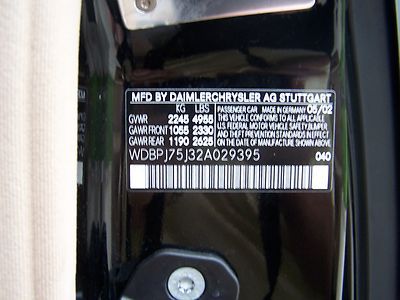 MFD BY DAIMLERCHRYSLER AG STUTTGART
KG LBS PASSENGER CAR MADE IN GERMANY 05/02
GVWR 2245 4955 THIS VEHICLE CONFORMS TO ALL APPLICABLE
GAWR FRONT 1055 2330 U.S. FEDERAL MOTOR VEHICLE SAFETY, BUMPER
GAWR REAR 1190 2625 AND THEFT PREVENTION STANDARDS IN EFFECT
ON THE DATE OF MANUFACTURE SHOWN ABOVE
WDBPJ75J32A029395 040